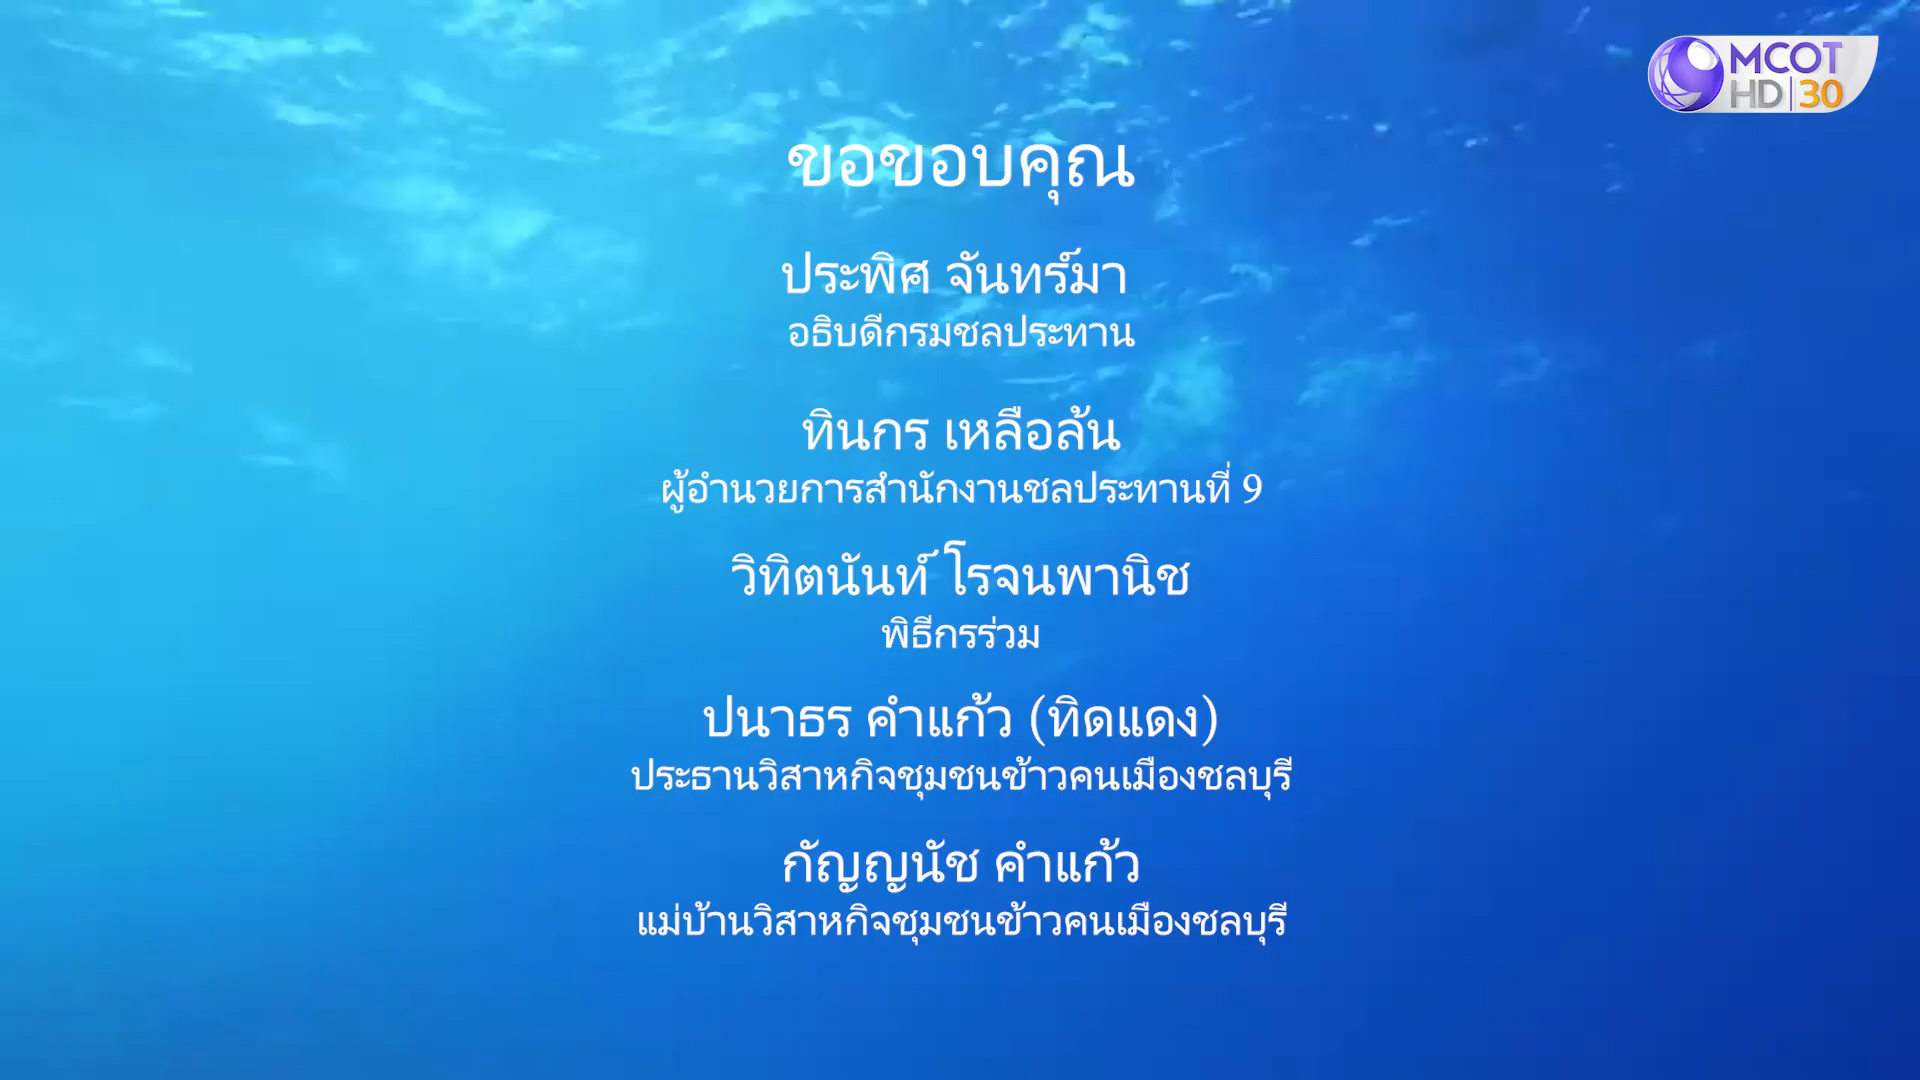 MCOT
HD 30
ขอขอบคุณ
ประพิศ จันทร์มา
อธิบดีกรมชลประทาน
ทินกร เหลือล้น
ผู้อำนวยการสำนักงานชลประทานที่ 9
วิทิตนันท์ โรจนพานิช
พิธีกรร่วม
ปนาธร คำแก้ว (ทิดแดง)
ประธานวิสาหกิจชุมชนข้าวคนเมืองชลบุรี
กัญญนัช คำแก้ว
แม่บ้านวิสาหกิจชุมชนข้าวคนเมืองชลบุรี